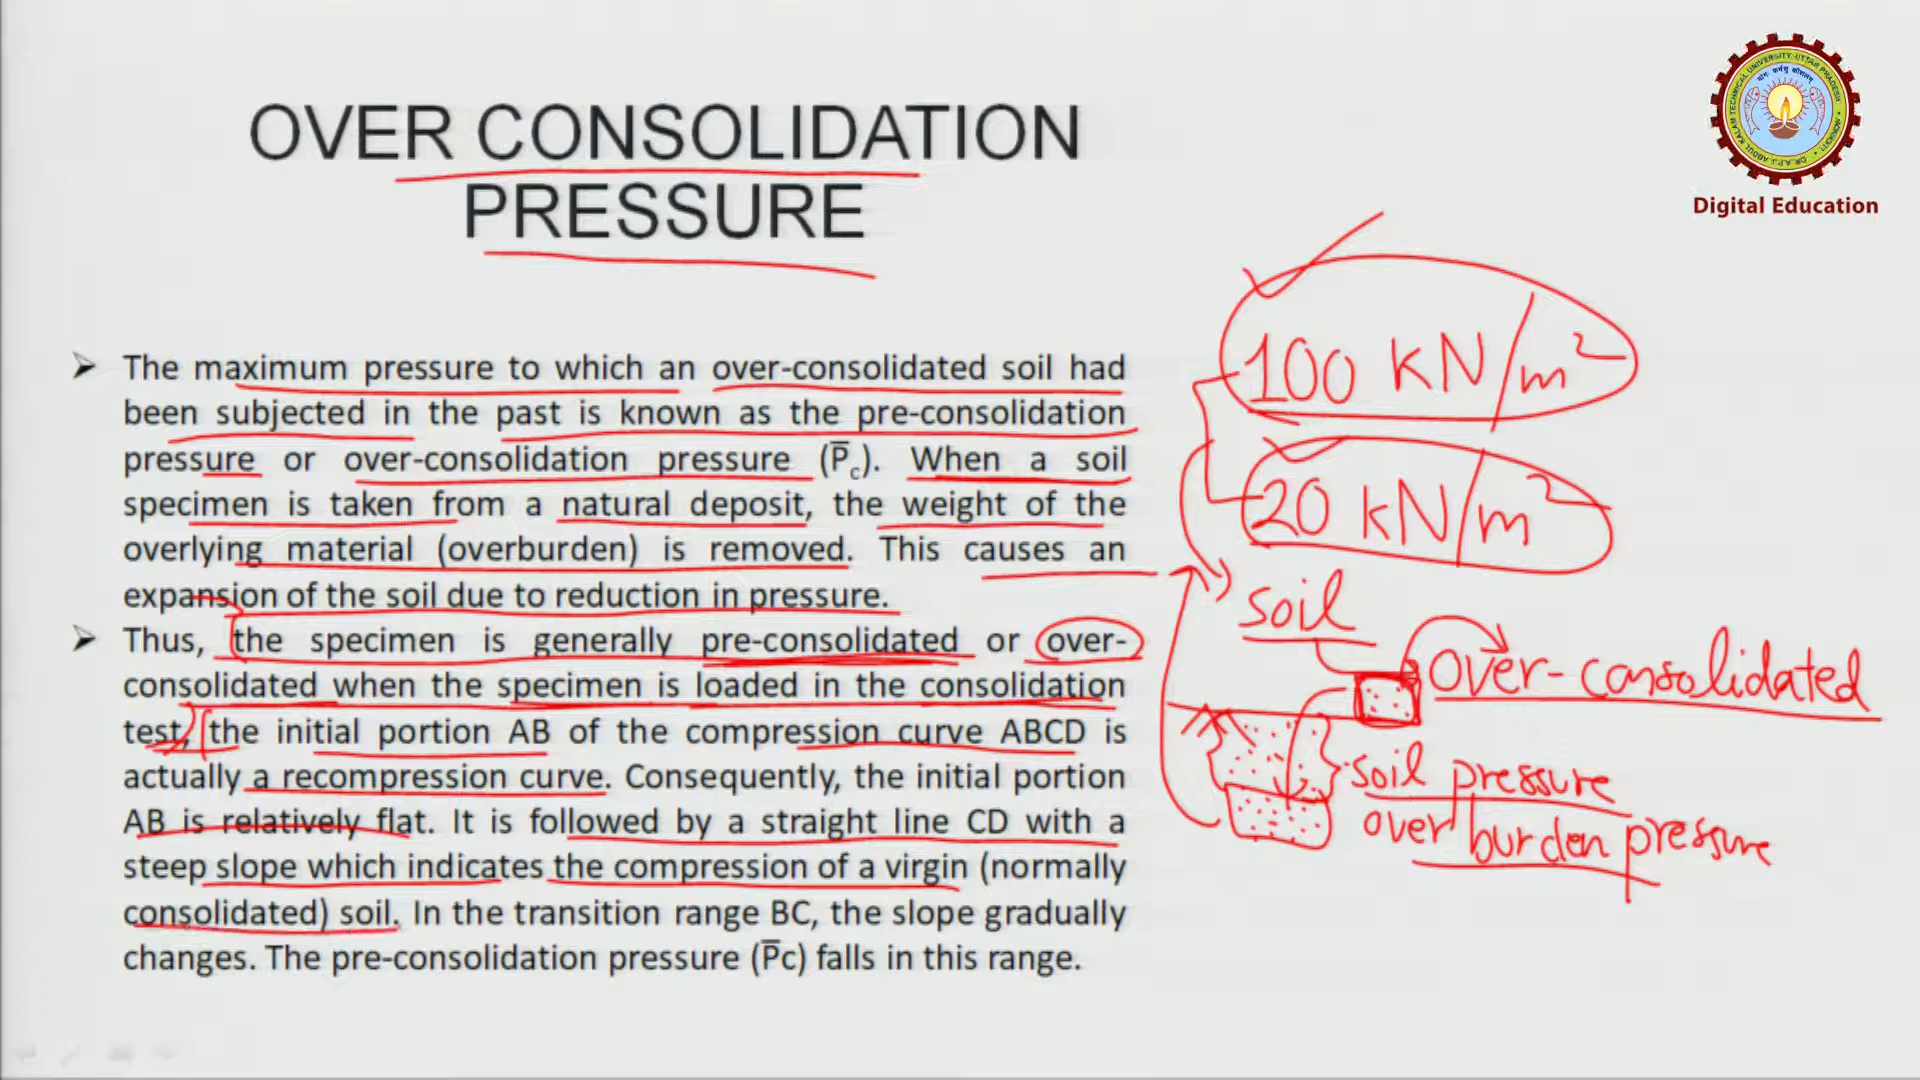 OVER CONSOLIDATION
PRESSURE
The maximum pressure to which an over-consolidated soil had
been subjected in the past is known as the pre-consolidation
pressure or over-consolidation pressure (P̅c). When a soil
specimen is taken from a natural deposit, the weight of the
overlying material (overburden) is removed. This causes an
expansion of the soil due to reduction in pressure.
Thus, the specimen is generally pre-consolidated or over-
consolidated when the specimen is loaded in the consolidation
test, the initial portion AB of the compression curve ABCD is
actually a recompression curve. Consequently, the initial portion
AB is relatively flat. It is followed by a straight line CD with a
steep slope which indicates the compression of a virgin (normally
consolidated) soil. In the transition range BC, the slope gradually
changes. The pre-consolidation pressure (P̅c) falls in this range.
100 KN/m²
20 KN/m²
soil
over-consolidated
soil pressure
over burden pressure
DR. A.P.J. ABDUL KALAM TECHNICAL UNIVERSITY UTTAR PRADESH
Digital Education